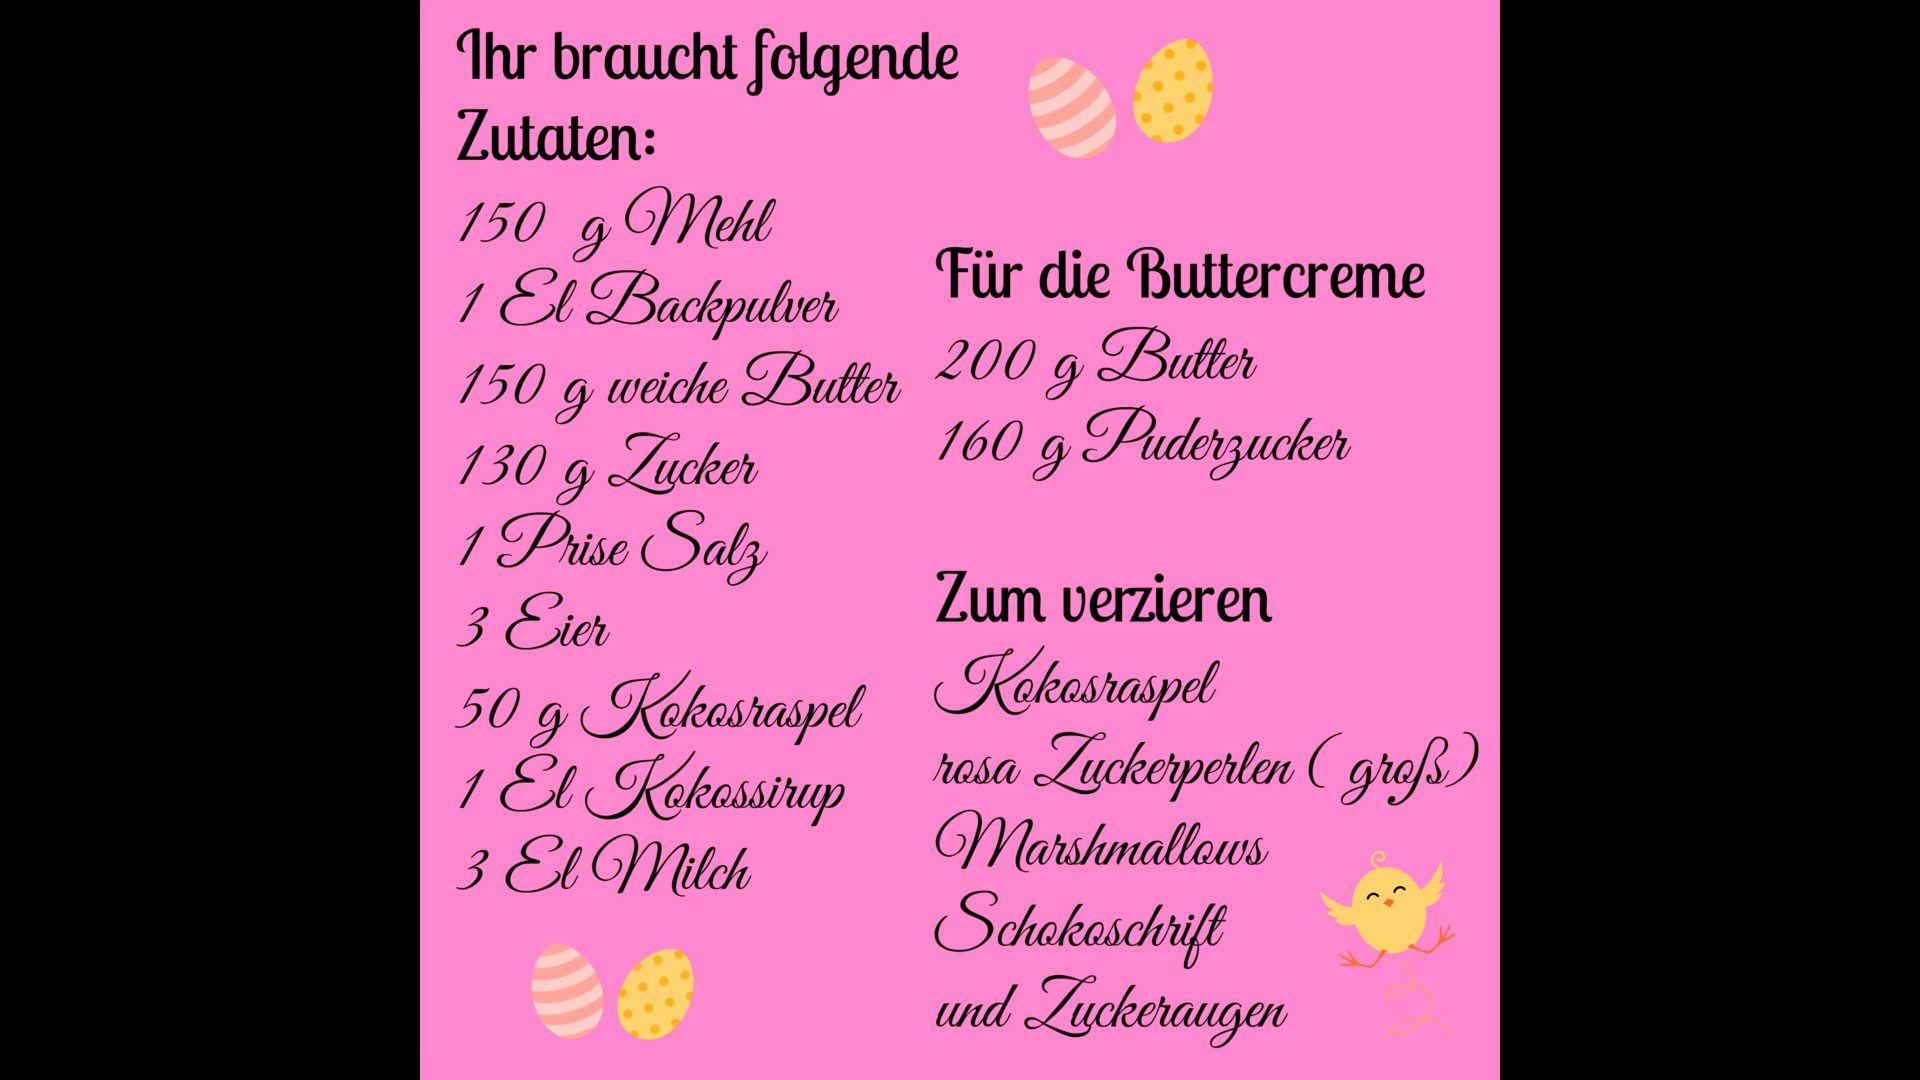 Ihr braucht folgende
Zutaten:
150 g Mehl
1 El Backpulver
150 g weiche Butter
130 g Zucker
1 Prise Salz
3 Eier
50 g Kokosraspel
1 El Kokossirup
3 El Milch
Für die Buttercreme
200 g Butter
160 g Puderzucker
Zum verzieren
Kokosraspel
rosa Zuckerperlen ( groß)
Marshmallows
Schokoschrift
und Zuckeraugen